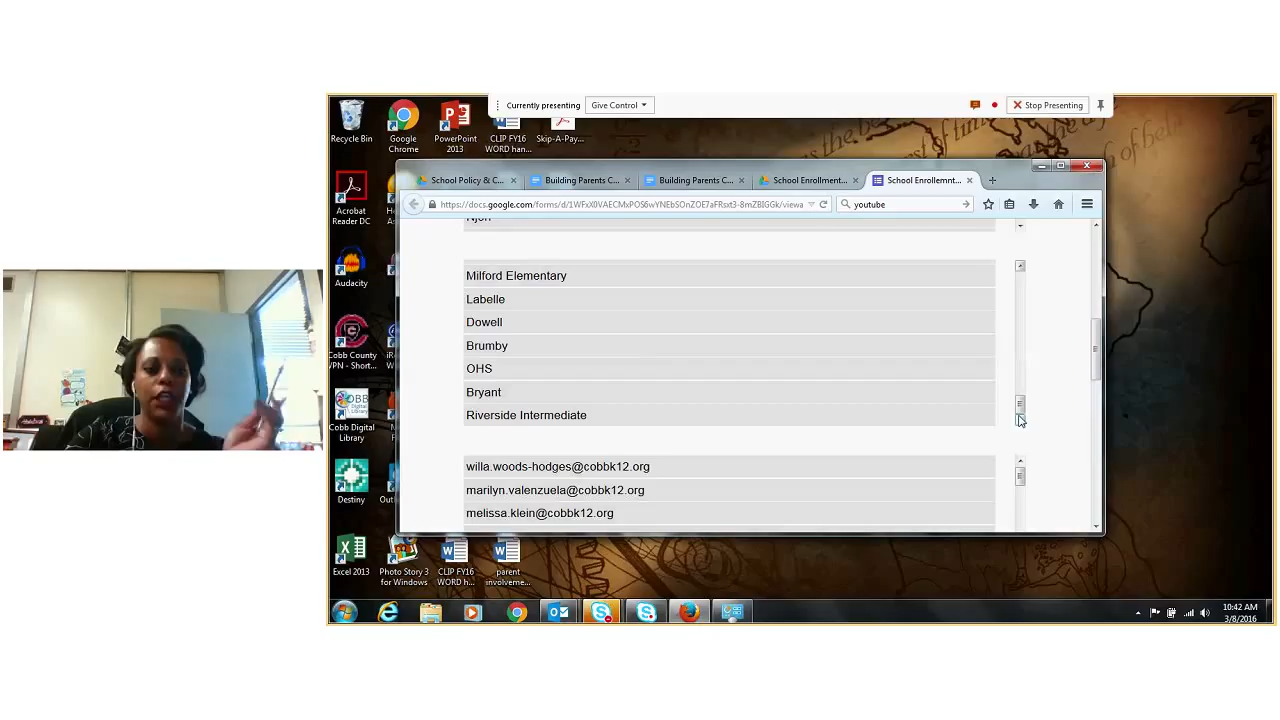 Currently presenting Give Control Stop Presenting
Recycle Bin
Google Chrome
PowerPoint 2013
CLIP FY16 WORD han...
Skip-A-Pay...
School Policy & C...
Building Parents C...
Building Parents C...
School Enrollment...
School Enrollemnt...
youtube
Acrobat Reader DC
Audacity
Cobb County VPN - Short...
Cobb Digital Library
Destiny
Excel 2013
Photo Story 3 for Windows
CLIP FY16 WORD h...
parent involveme...
Milford Elementary
Labelle
Dowell
Brumby
OHS
Bryant
Riverside Intermediate
willa.woods-hodges@cobbk12.org
marilyn.valenzuela@cobbk12.org
melissa.klein@cobbk12.org
10:42 AM
3/8/2016